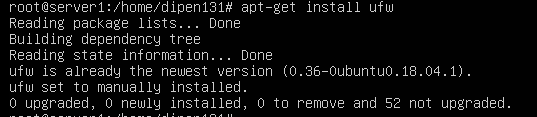 root@server1:/home/dipen131# apt-get install ufw
Reading package lists... Done
Building dependency tree
Reading state information... Done
ufw is already the newest version (0.36-0ubuntu0.18.04.1).
ufw set to manually installed.
0 upgraded, 0 newly installed, 0 to remove and 52 not upgraded.
root@server1:/home/dipen131#